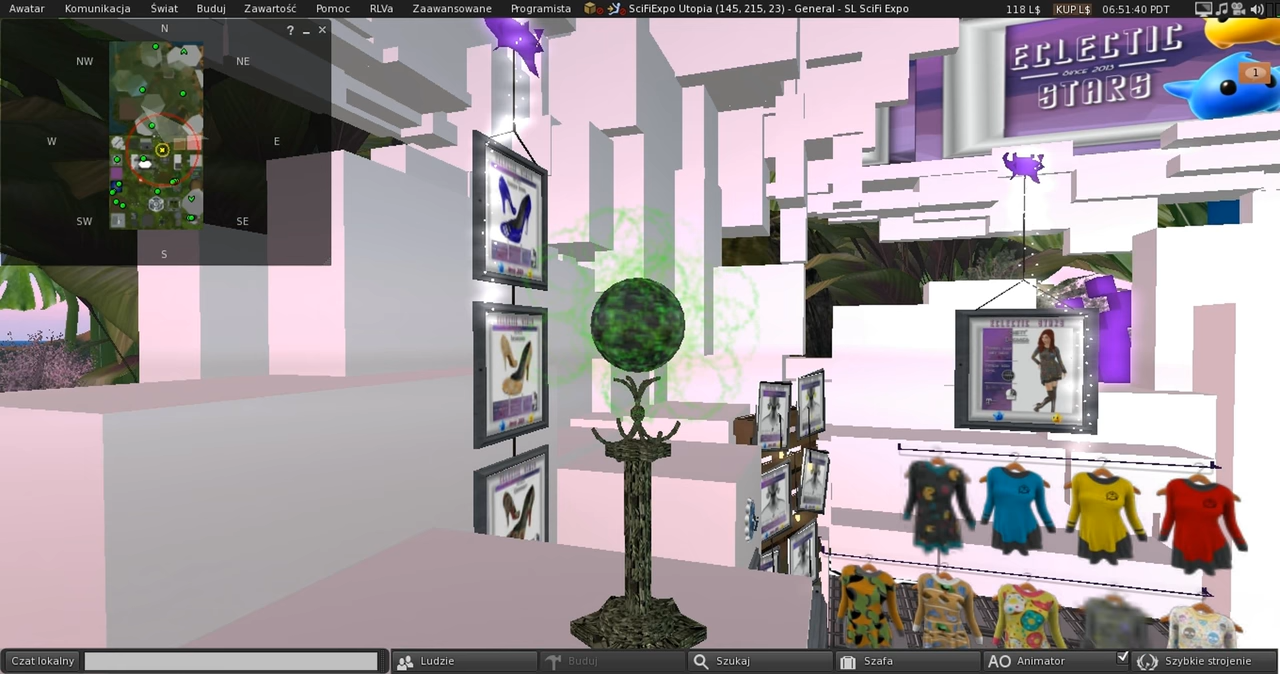 Awatar Komunikacja Świat Buduj Zawartość Pomoc RLVa Zaawansowane Programista SciFiExpo Utopia (145, 215, 23) - General - SL SciFi Expo 118 L$ KUP L$ 06:51:40 PDT
N
? _ ×
NW NE
W E
SW SE
S
ECLECTIC
SINCE 2013
STARS
1
ECLECTIC STARS
Czat lokalny Ludzie Buduj Szukaj Szafa AO Animator Szybkie strojenie